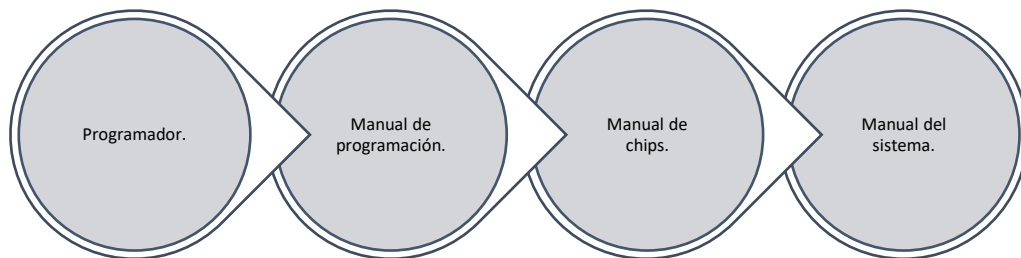 Programador.
Manual de
programación.
Manual de
chips.
Manual del
sistema.